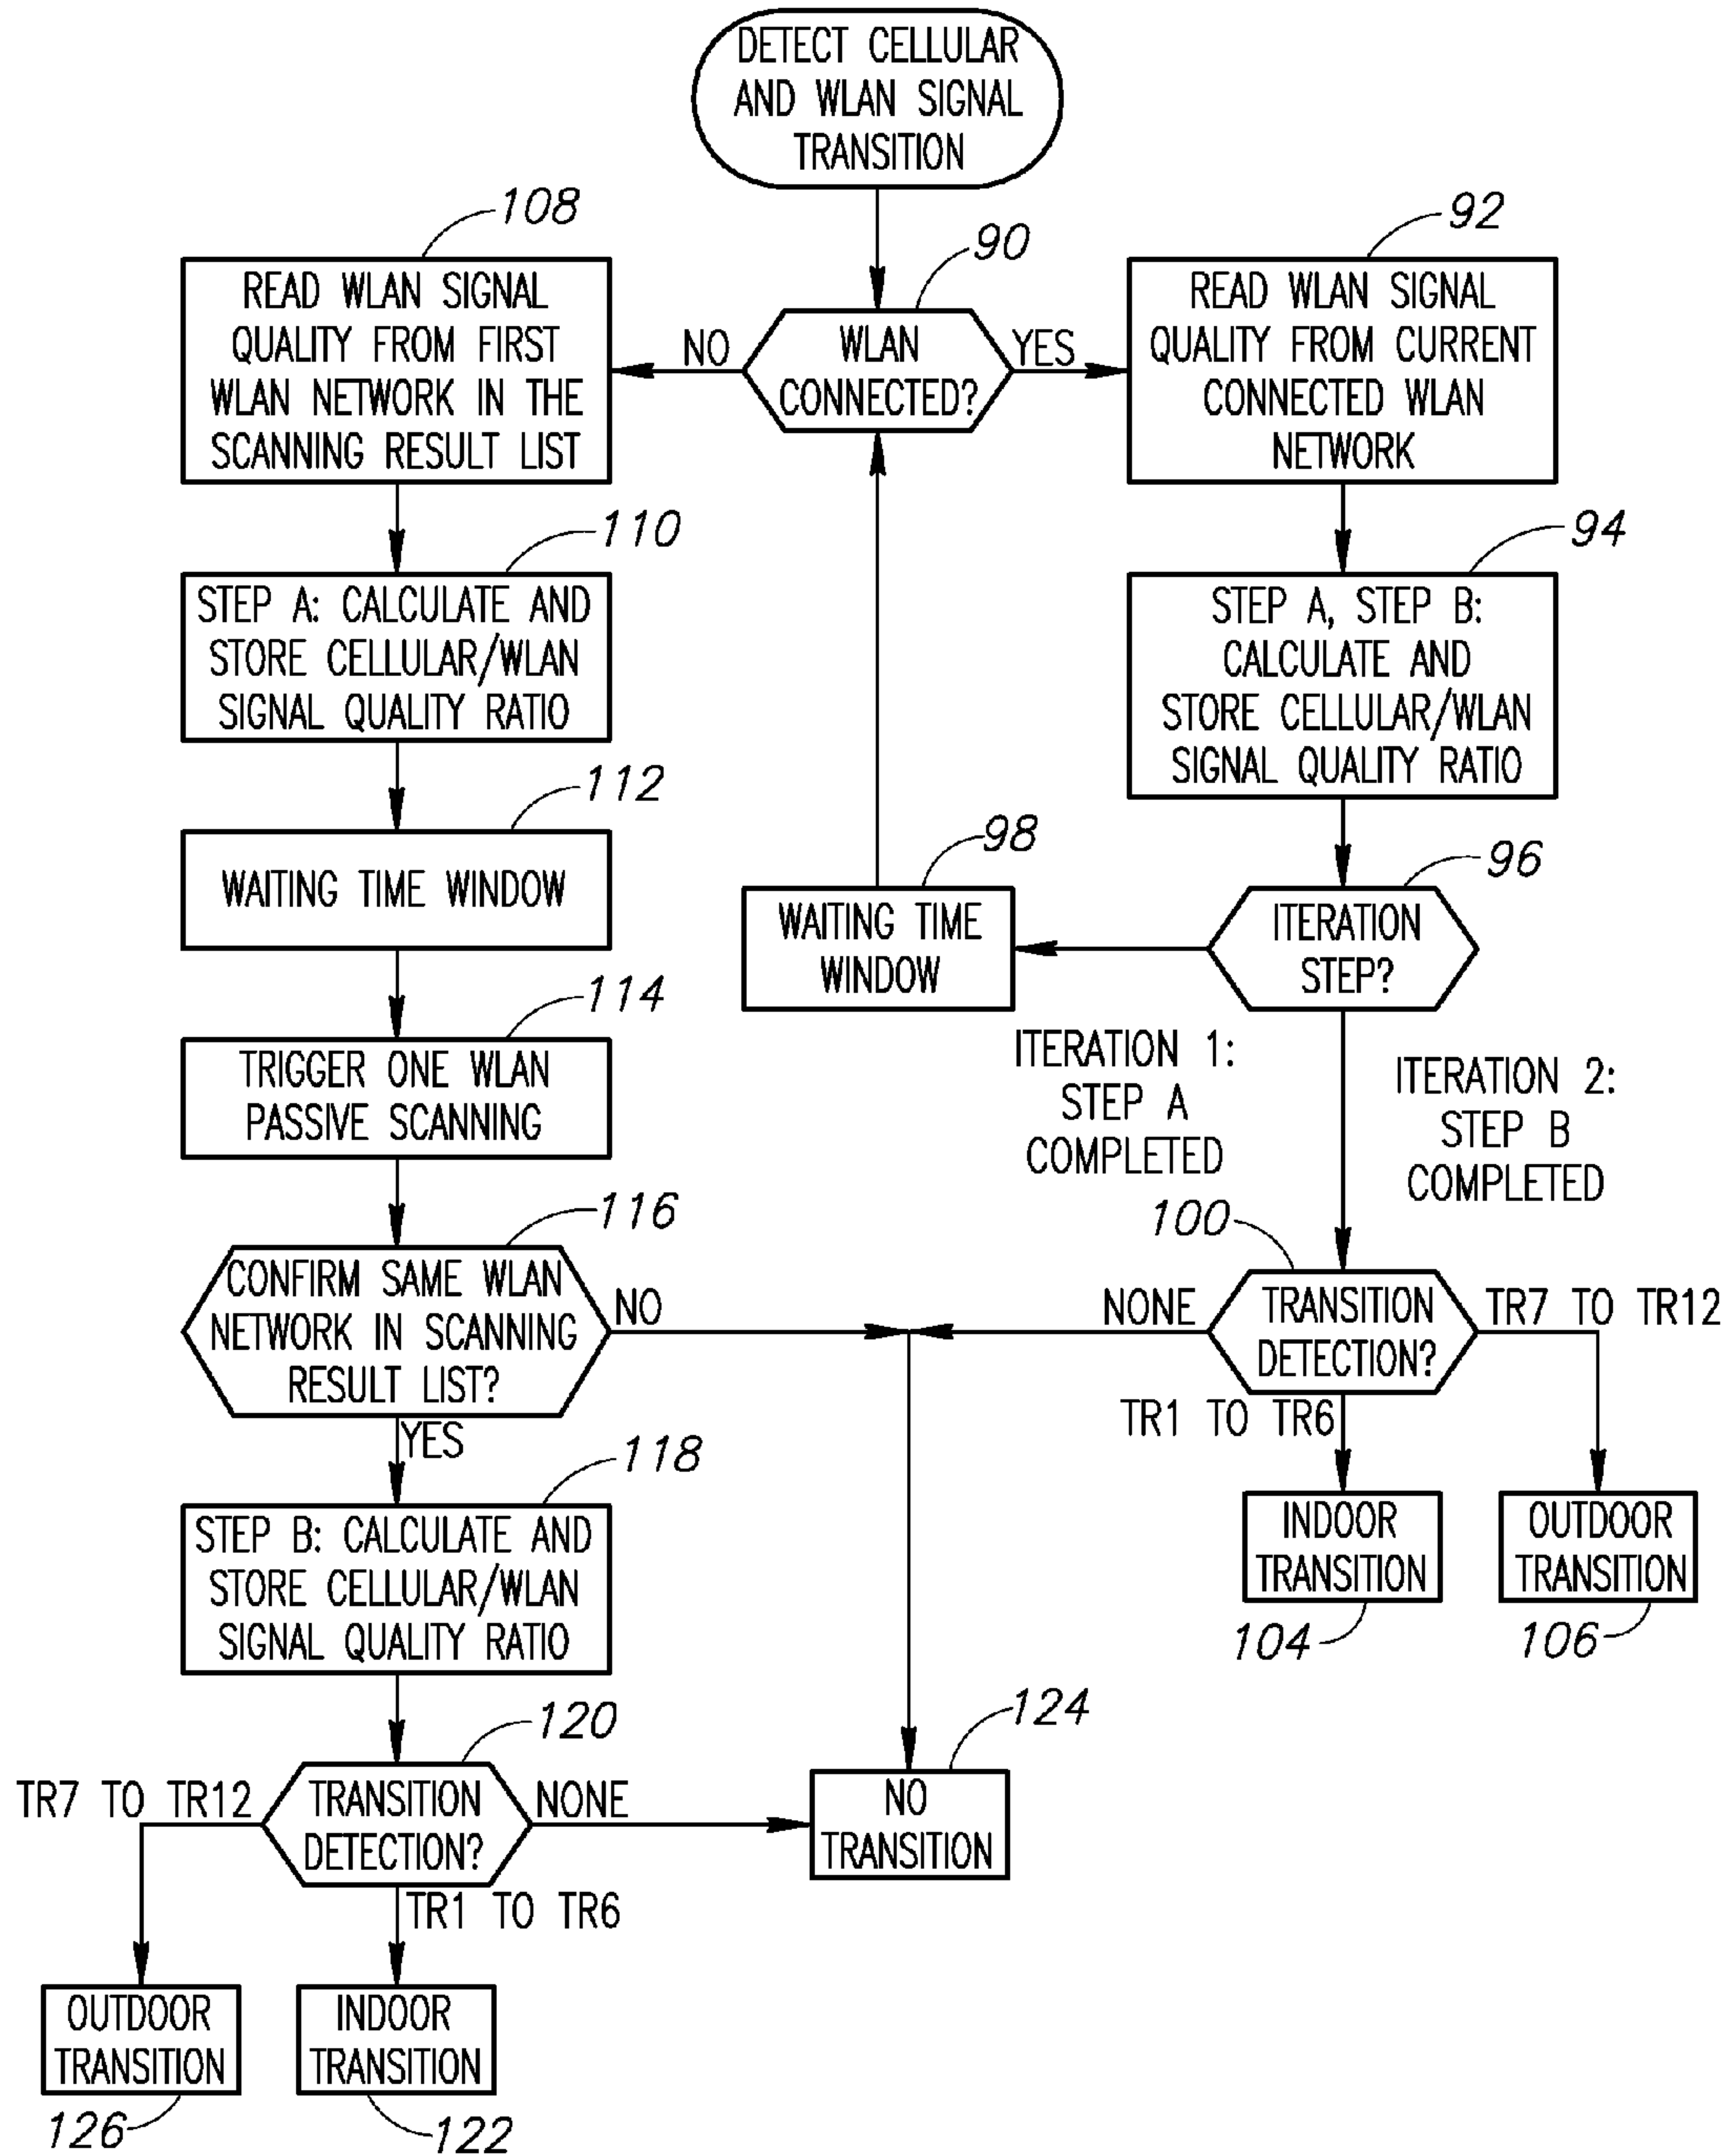 DETECT CELLULAR
AND WLAN SIGNAL
TRANSITION
108
READ WLAN SIGNAL
QUALITY FROM FIRST
WLAN NETWORK IN THE
SCANNING RESULT LIST
NO
90
WLAN
CONNECTED?
YES
92
READ WLAN SIGNAL
QUALITY FROM CURRENT
CONNECTED WLAN
NETWORK
110
STEP A: CALCULATE AND
STORE CELLULAR/WLAN
SIGNAL QUALITY RATIO
94
STEP A, STEP B:
CALCULATE AND
STORE CELLULAR/WLAN
SIGNAL QUALITY RATIO
112
WAITING TIME WINDOW
98
WAITING TIME
WINDOW
96
ITERATION
STEP?
114
TRIGGER ONE WLAN
PASSIVE SCANNING
ITERATION 1:
STEP A
COMPLETED
ITERATION 2:
STEP B
COMPLETED
116
CONFIRM SAME WLAN
NETWORK IN SCANNING
RESULT LIST?
NO
YES
100
NONE
TRANSITION
DETECTION?
TR7 TO TR12
TR1 TO TR6
118
STEP B: CALCULATE AND
STORE CELLULAR/WLAN
SIGNAL QUALITY RATIO
INDOOR
TRANSITION
104
OUTDOOR
TRANSITION
106
120
TR7 TO TR12
TRANSITION
DETECTION?
NONE
TR1 TO TR6
124
NO
TRANSITION
OUTDOOR
TRANSITION
126
INDOOR
TRANSITION
122